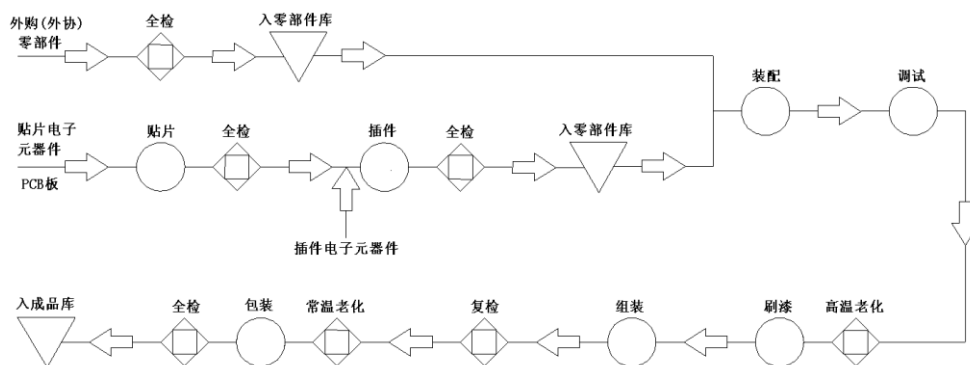 外购(外协)
零部件
全检
入零部件库
装配
调试
贴片电子
元器件
PCB板
贴片
全检
插件
全检
入零部件库
插件电子元器件
入成品库
全检
包装
常温老化
复检
组装
刷漆
高温老化